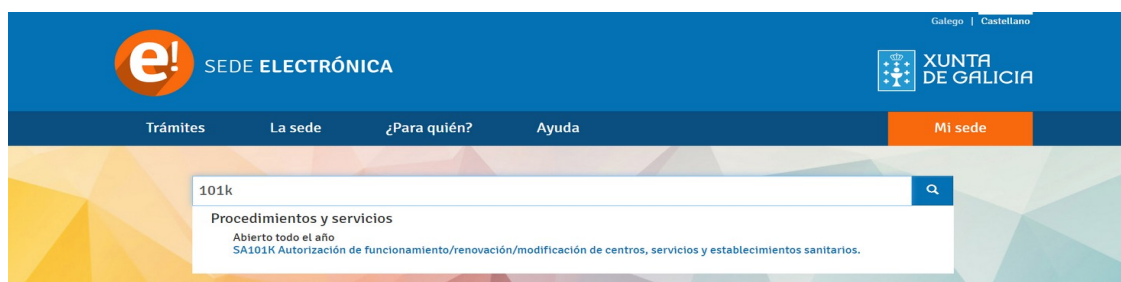 Galego | Castellano
e!
SEDE ELECTRÓNICA
XUNTA
DE GALICIA
Trámites La sede ¿Para quién? Ayuda Mi sede
101k
Procedimientos y servicios
Abierto todo el año
SA101K Autorización de funcionamiento/renovación/modificación de centros, servicios y establecimientos sanitarios.